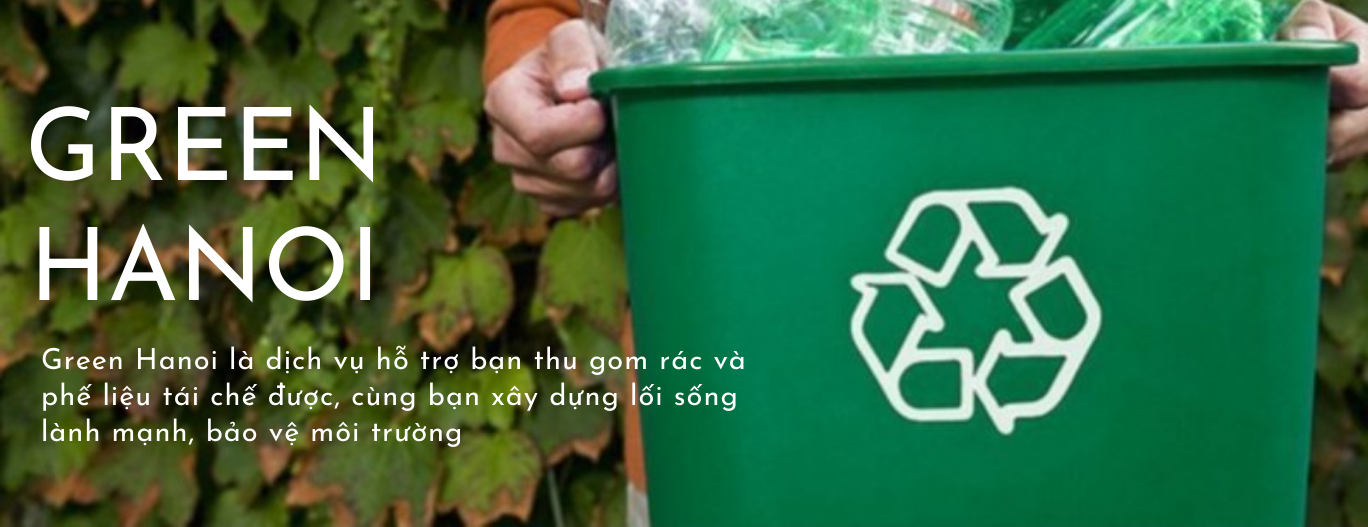 GREEN
HANOI
Green Hanoi là dịch vụ hỗ trợ bạn thu gom rác và
phế liệu tái chế được, cùng bạn xây dựng lối sống
lành mạnh, bảo vệ môi trường